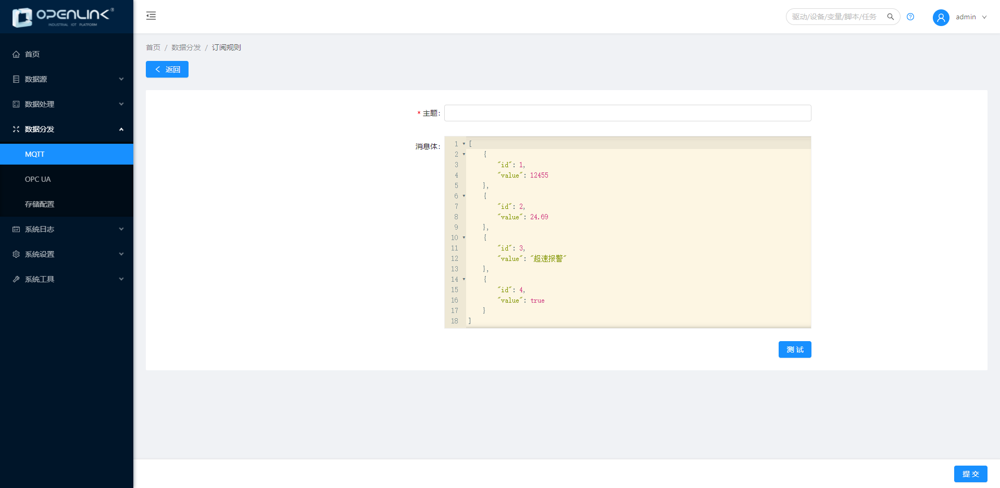 OPENLINK®
INDUSTRIAL IOT PLATFORM
驱动/设备/变量/脚本/任务
admin
首页
数据源
数据处理
数据分发
MQTT
OPC UA
存储配置
系统日志
系统设置
系统工具
首页 / 数据分发 / 订阅规则
返回
* 主题:
消息体:
1 [
2 {
3 "id": 1,
4 "value": 12455
5 },
6 {
7 "id": 2,
8 "value": 24.69
9 },
10 {
11 "id": 3,
12 "value": "超速报警"
13 },
14 {
15 "id": 4,
16 "value": true
17 }
18 ]
测 试
提 交